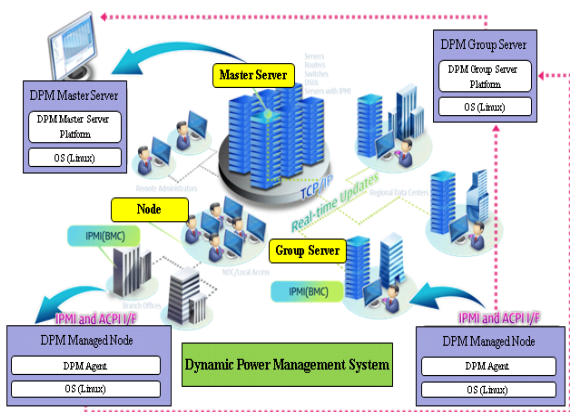 Servers
Routers
Switches
Servers with IPMI
Master Server
DPM Master Server
DPM Master Server
Platform
OS (Linux)
DPM Group Server
DPM Group Server
Platform
OS (Linux)
Remote Administrators
TCP/IP
Real-time Updates
Regional Data Centers
Node
IPMI(BMC)
NOC/Local Access
Group Server
IPMI(BMC)
Branch Offices
IPMI and ACPI I/F
DPM Managed Node
DPM Agent
OS (Linux)
Dynamic Power Management System
IPMI and ACPI I/F
DPM Managed Node
DPM Agent
OS (Linux)